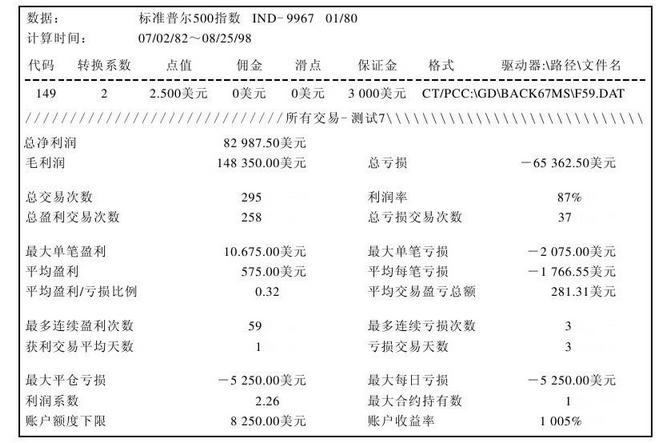 数据: 标准普尔500指数 IND-9967 01/80
计算时间: 07/02/82～08/25/98
代码 转换系数 点值 佣金 滑点 保证金 格式 驱动器:\路径\文件名
149 2 2.500美元 0美元 0美元 3 000美元 CT/PCC:\GD\BACK67MS\F59.DAT
/////////////////////////////所有交易-测试7\\\\\\\\\\\\\\\\\\\\\\\\\\\\\
总净利润 82 987.50美元
毛利润 148 350.00美元 总亏损 －65 362.50美元
总交易次数 295 利润率 87%
总盈利交易次数 258 总亏损交易次数 37
最大单笔盈利 10.675.00美元 最大单笔亏损 －2 075.00美元
平均盈利 575.00美元 平均每笔亏损 －1 766.55美元
平均盈利/亏损比例 0.32 平均交易盈亏总额 281.31美元
最多连续盈利次数 59 最多连续亏损次数 3
获利交易平均天数 1 亏损交易天数 3
最大平仓亏损 －5 250.00美元 最大每日亏损 －5 250.00美元
利润系数 2.26 最大合约持有数 1
账户额度下限 8 250.00美元 账户收益率 1 005%